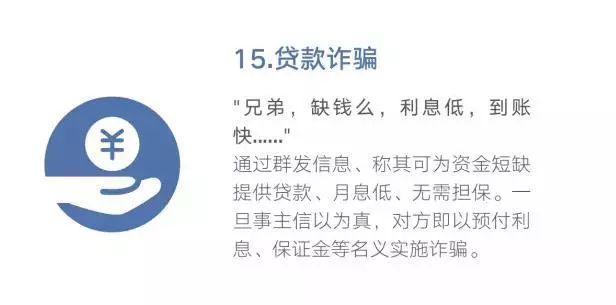 15.贷款诈骗
"兄弟，缺钱么，利息低，到账
快......"
通过群发信息、称其可为资金短缺
提供贷款、月息低、无需担保。一
旦事主信以为真，对方即以预付利
息、保证金等名义实施诈骗。
¥